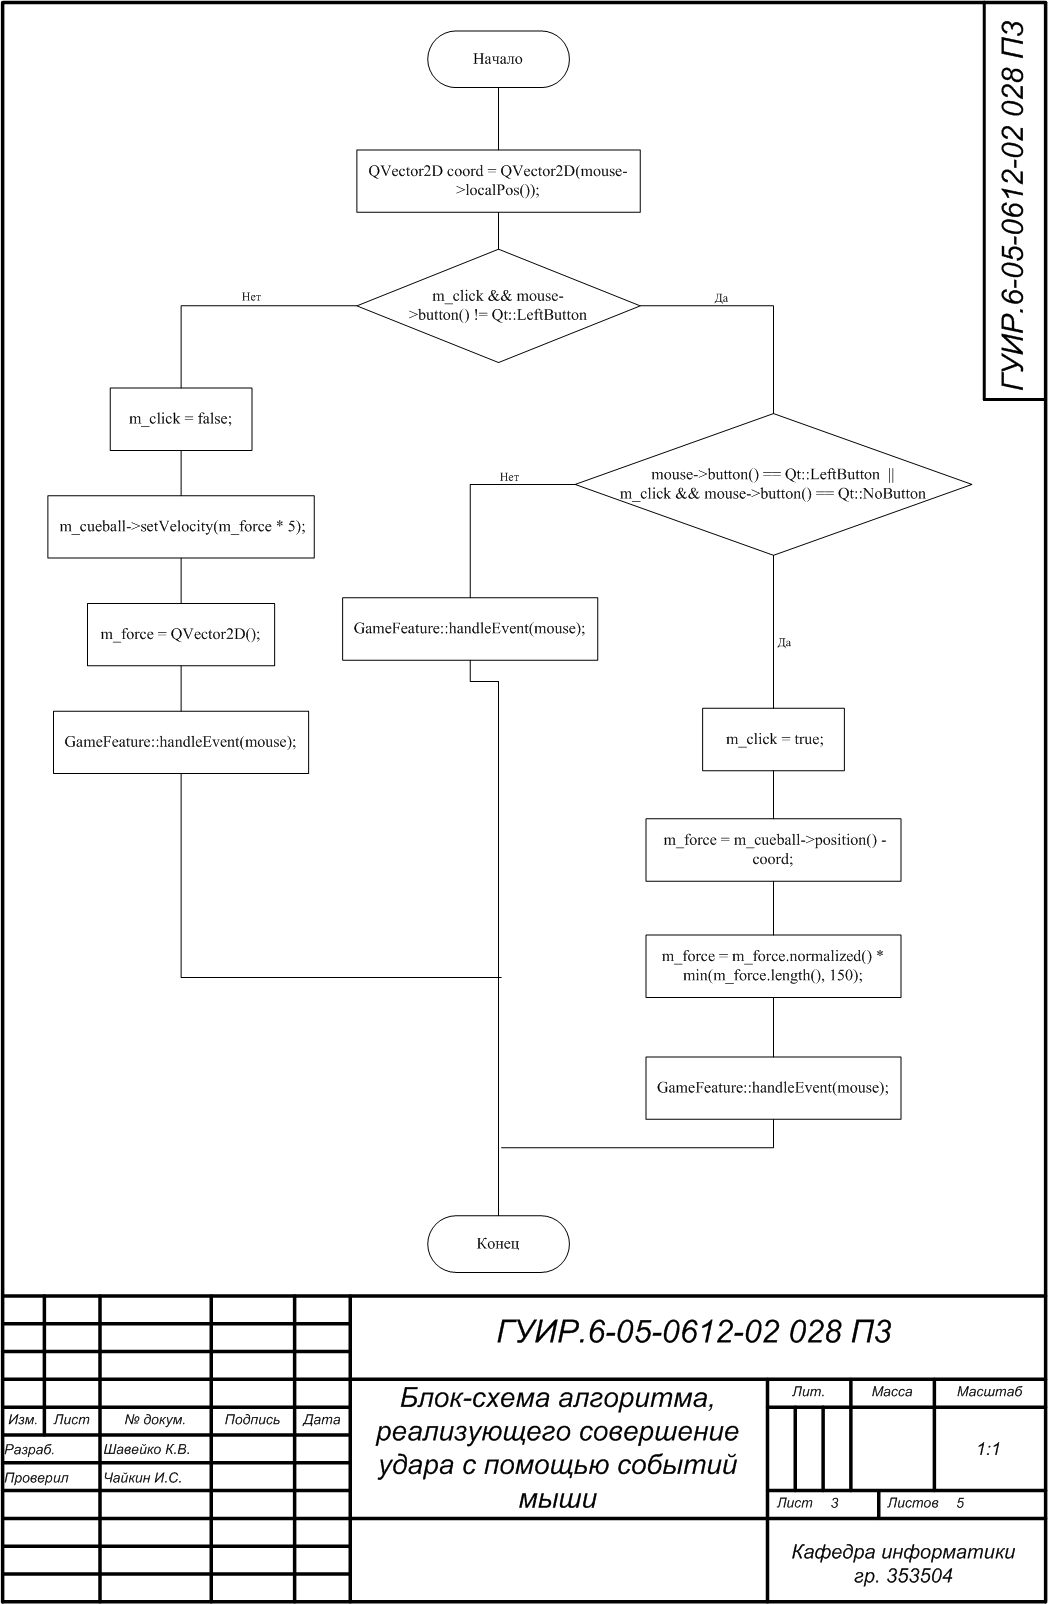 ГУИР.6-05-0612-02 028 ПЗ
Начало
QVector2D coord = QVector2D(mouse-
>localPos());
m_click && mouse-
>button() != Qt::LeftButton
Нет
Да
m_click = false;
m_cueball->setVelocity(m_force * 5);
m_force = QVector2D();
GameFeature::handleEvent(mouse);
mouse->button() == Qt::LeftButton ||
m_click && mouse->button() == Qt::NoButton
Нет
GameFeature::handleEvent(mouse);
Да
m_click = true;
m_force = m_cueball->position() -
coord;
m_force = m_force.normalized() *
min(m_force.length(), 150);
GameFeature::handleEvent(mouse);
Конец
ГУИР.6-05-0612-02 028 ПЗ
Блок-схема алгоритма,
реализующего совершение
удара с помощью событий
мыши
Лит. Масса Масштаб
1:1
Лист 3 Листов 5
Кафедра информатики
гр. 353504
Изм. Лист № докум. Подпись Дата
Разраб. Шавейко К.В.
Проверил Чайкин И.С.